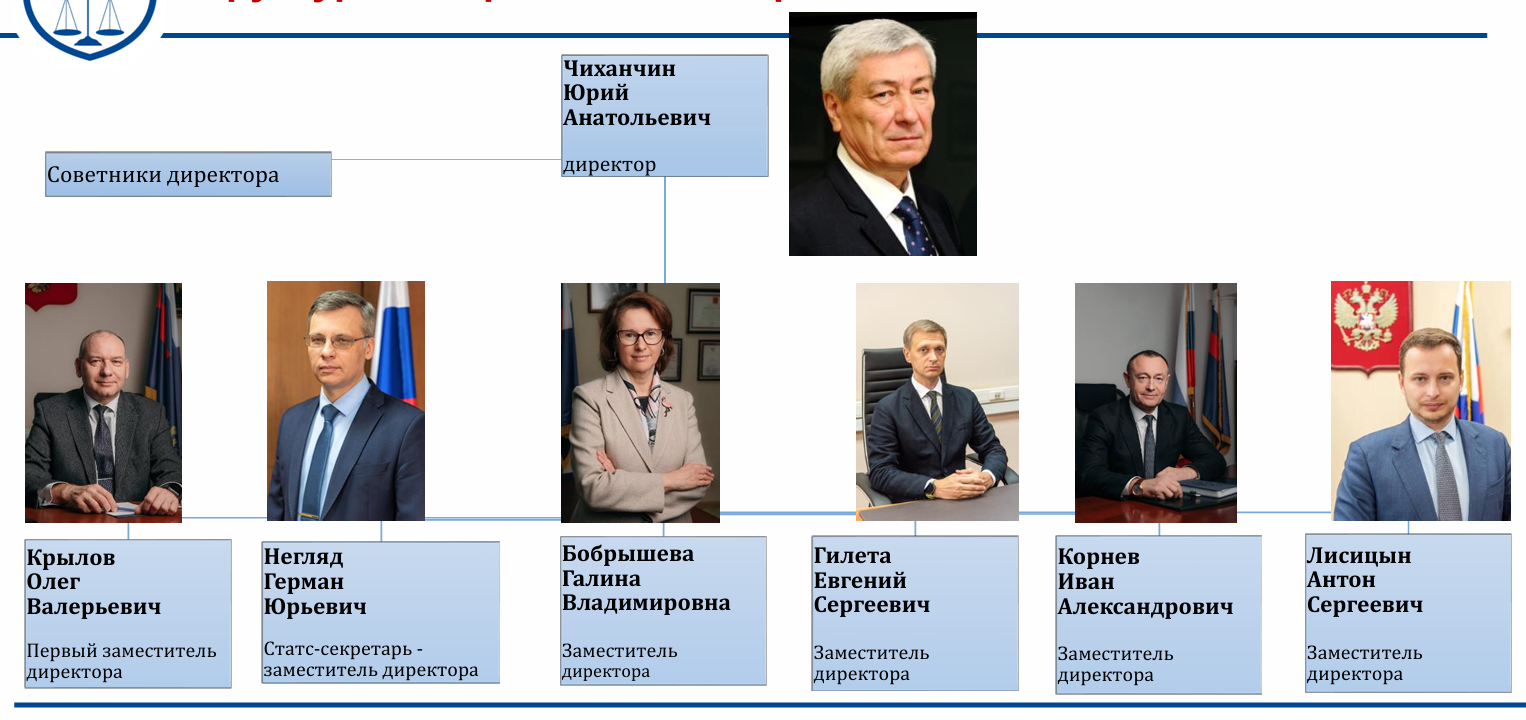 Чиханчин
Юрий
Анатольевич
директор
Советники директора
Крылов
Олег
Валерьевич
Первый заместитель
директора
Негляд
Герман
Юрьевич
Статс-секретарь -
заместитель директора
Бобрышева
Галина
Владимировна
Заместитель
директора
Гилета
Евгений
Сергеевич
Заместитель
директора
Корнев
Иван
Александрович
Заместитель
директора
Лисицын
Антон
Сергеевич
Заместитель
директора